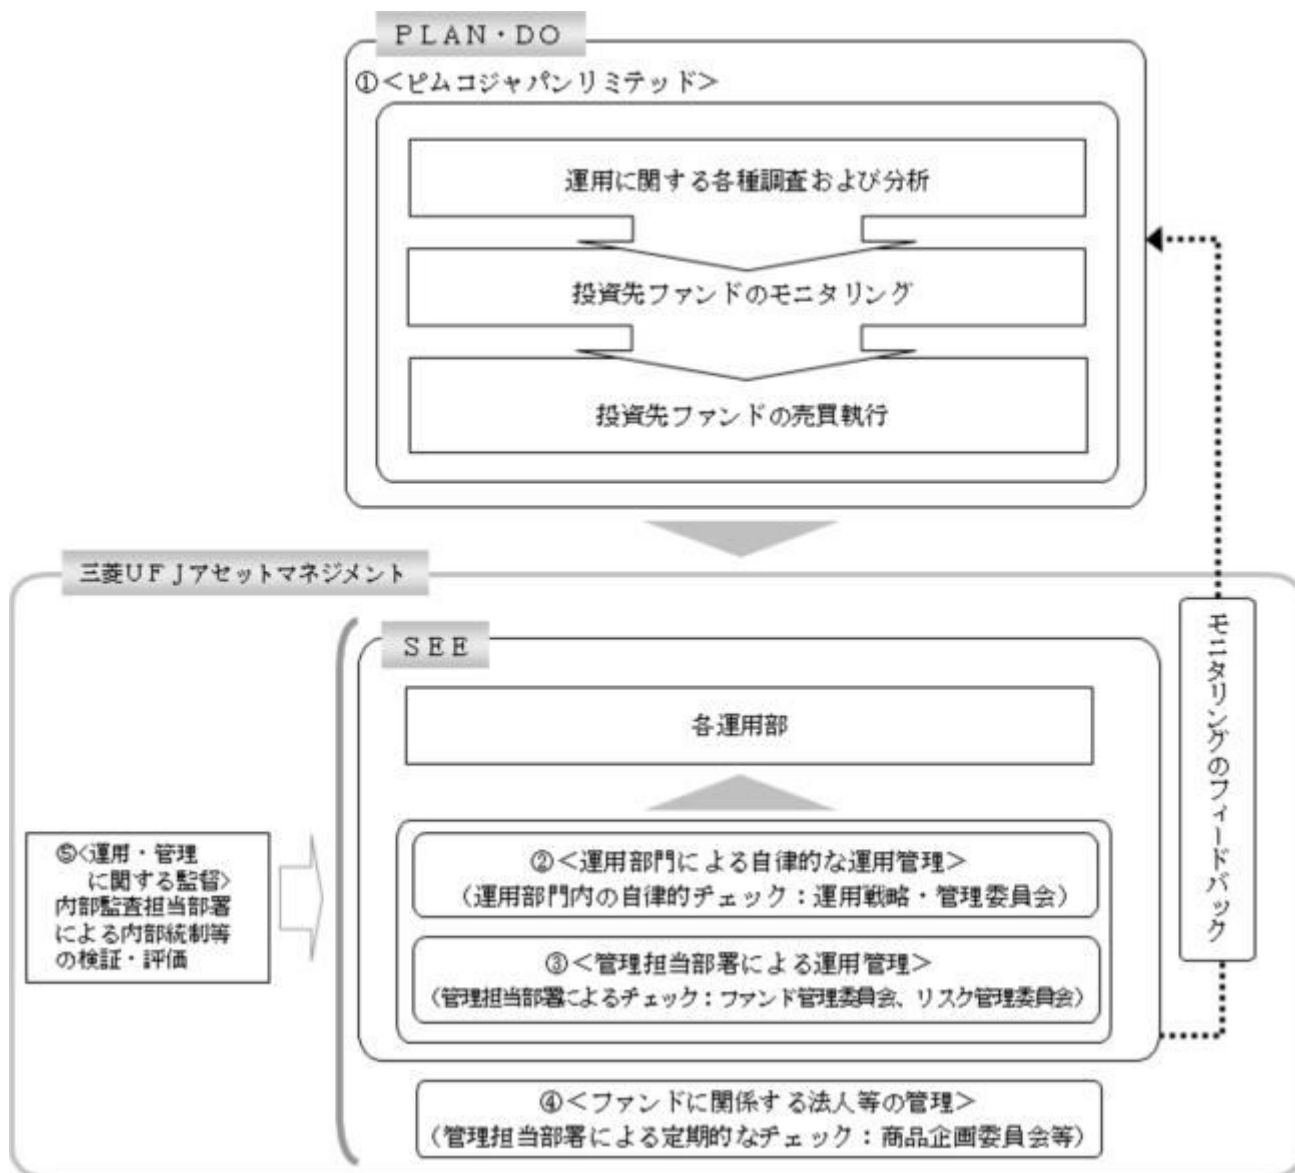 PLAN・DO
①<ピムコジャパンリミテッド>
運用に関する各種調査および分析
投資先ファンドのモニタリング
投資先ファンドの売買執行
三菱UFJアセットマネジメント
SEE
各運用部
②<運用部門による自律的な運用管理>
(運用部門内の自律的チェック:運用戦略・管理委員会)
③<管理担当部署による運用管理>
(管理担当部署によるチェック:ファンド管理委員会、リスク管理委員会)
④<ファンドに関係する法人等の管理>
(管理担当部署による定期的なチェック:商品企画委員会等)
⑤<運用・管理
に関する監督>
内部監査担当部署
による内部統制等
の検証・評価
モニタリングのフィードバック